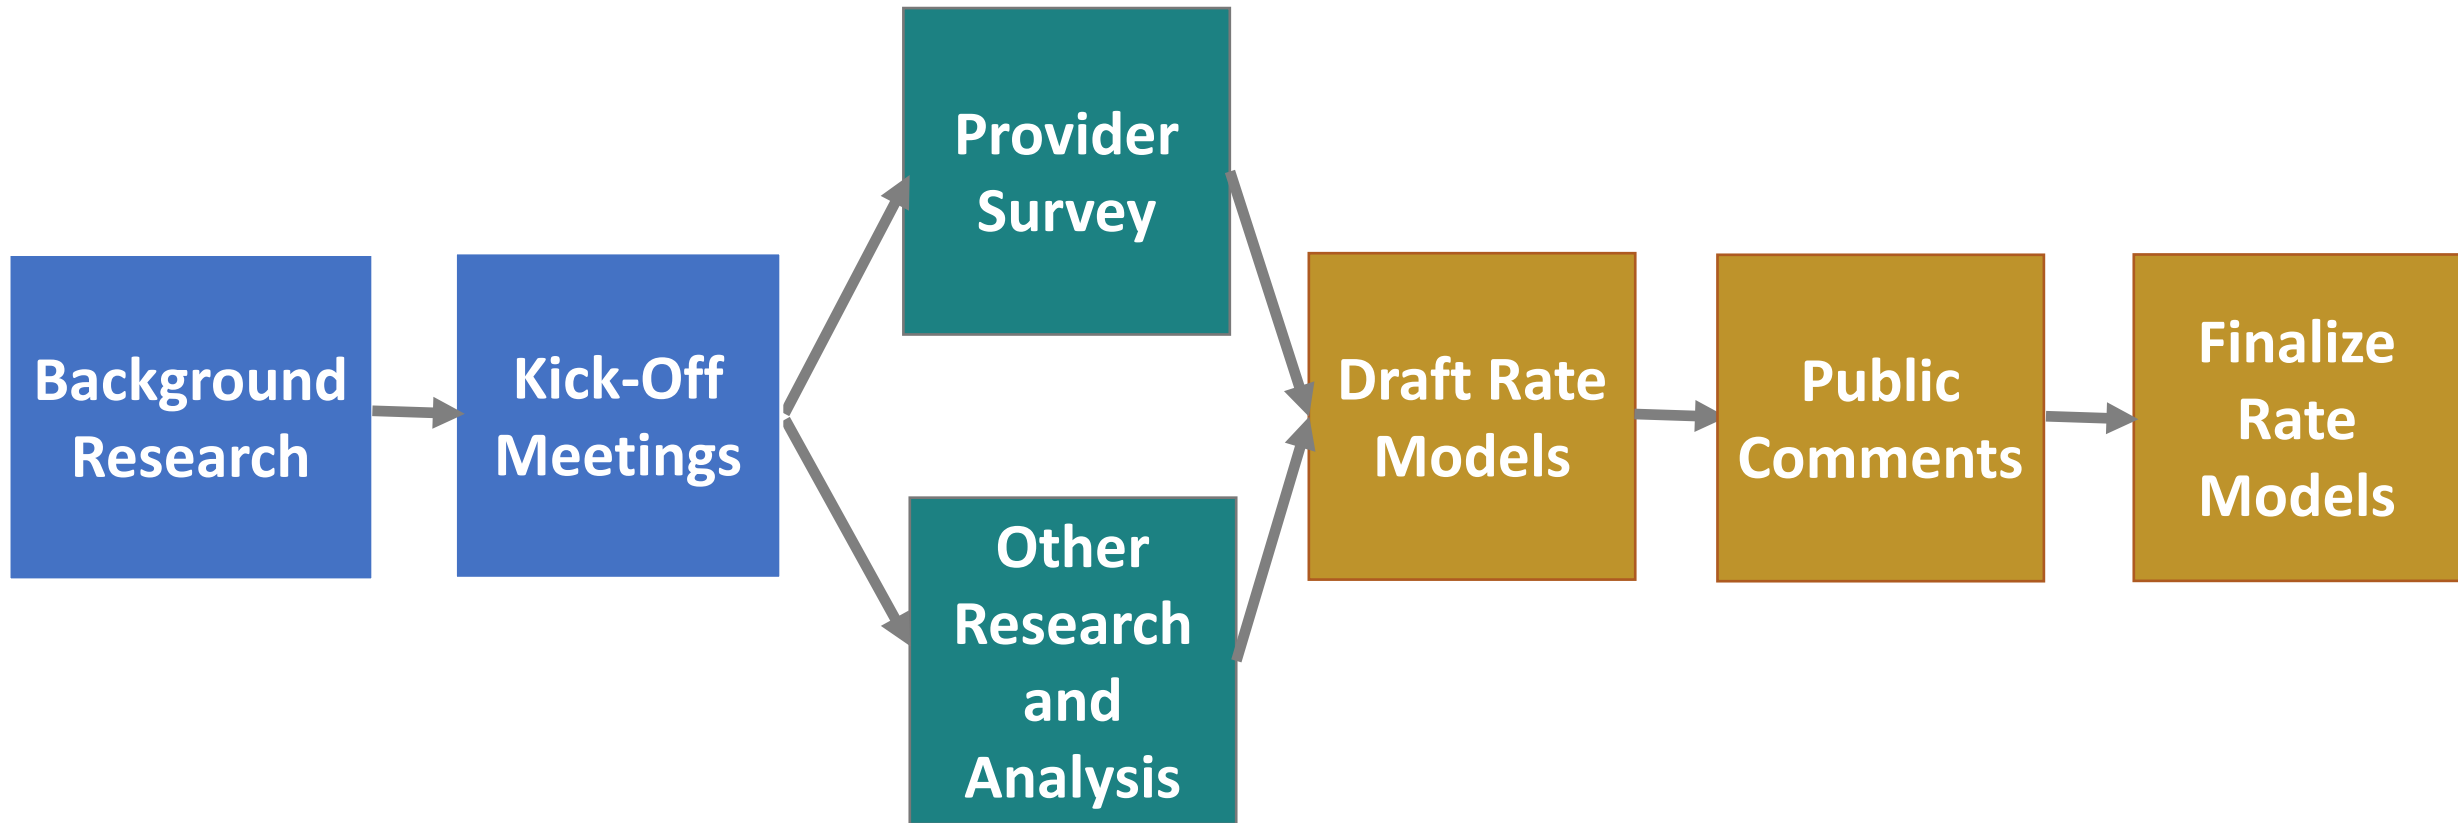 Background
Research
Kick-Off
Meetings
Provider
Survey
Other
Research
and
Analysis
Draft Rate
Models
Public
Comments
Finalize
Rate
Models